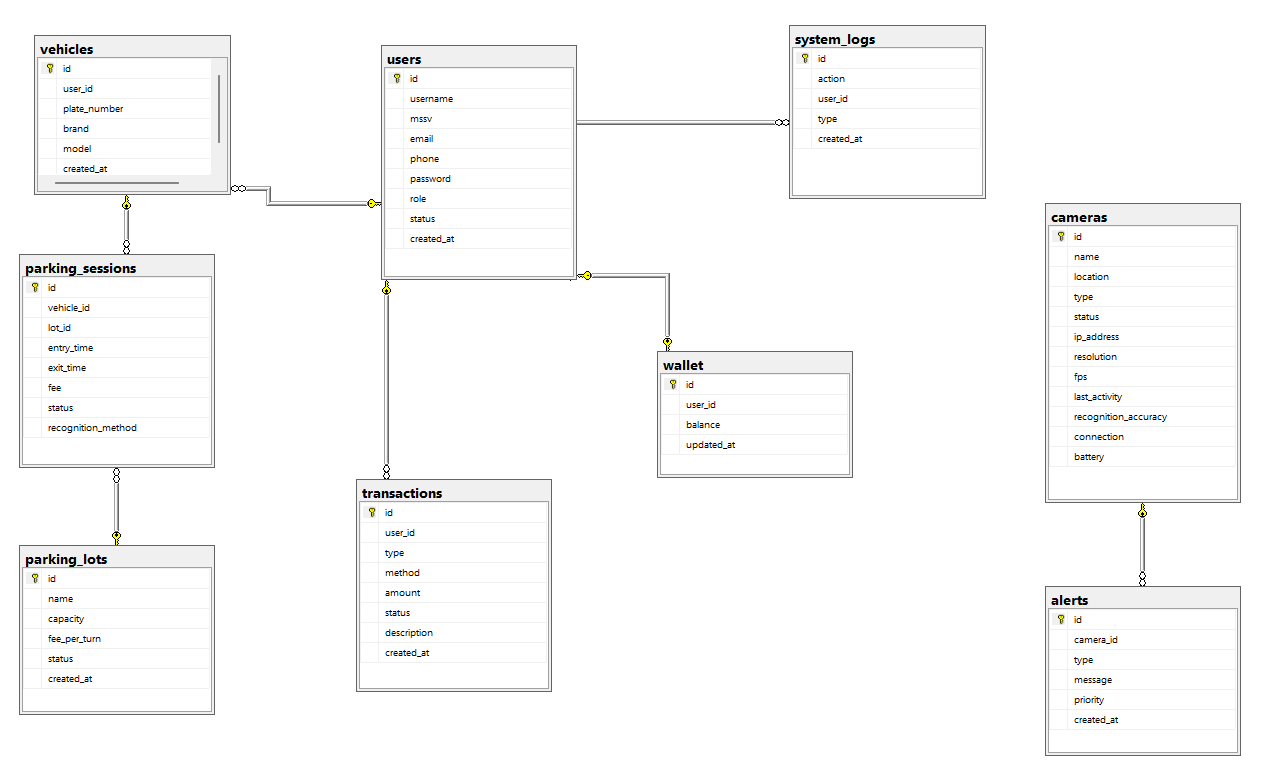 vehicles
id
user_id
plate_number
brand
model
created_at
users
id
username
mssv
email
phone
password
role
status
created_at
system_logs
id
action
user_id
type
created_at
parking_sessions
id
vehicle_id
lot_id
entry_time
exit_time
fee
status
recognition_method
wallet
id
user_id
balance
updated_at
cameras
id
name
location
type
status
ip_address
resolution
fps
last_activity
recognition_accuracy
connection
battery
parking_lots
id
name
capacity
fee_per_turn
status
created_at
transactions
id
user_id
type
method
amount
status
description
created_at
alerts
id
camera_id
type
message
priority
created_at